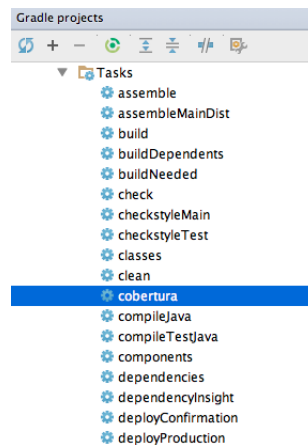 Gradle projects
Tasks
assemble
assembleMainDist
build
buildDependents
buildNeeded
check
checkstyleMain
checkstyleTest
classes
clean
cobertura
compileJava
compileTestJava
components
dependencies
dependencyInsight
deployConfirmation
deployProduction